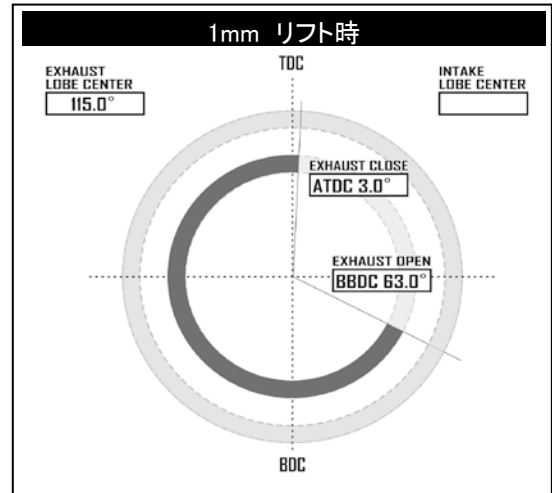 1mm リフト時
TDC
EXHAUST
LOBE CENTER
115.0°
INTAKE
LOBE CENTER
EXHAUST CLOSE
ATDC 3.0°
EXHAUST OPEN
BBDC 63.0°
BDC